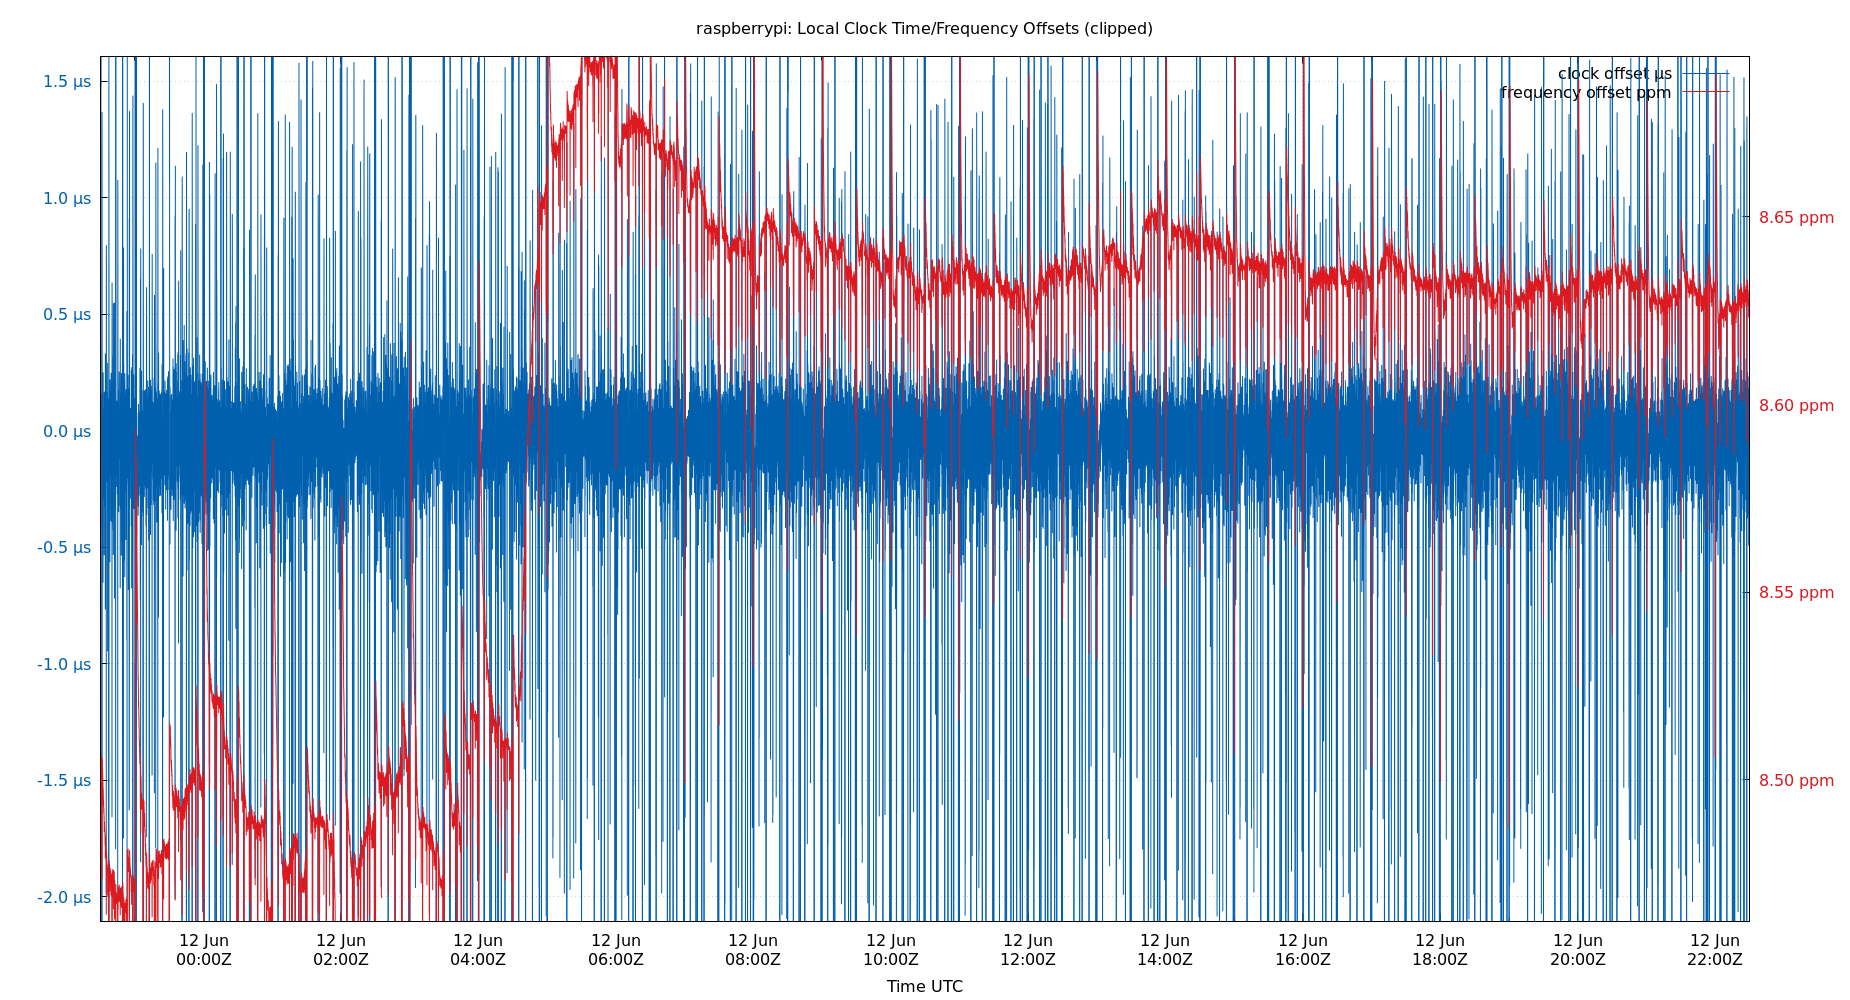 raspberrypi: Local Clock Time/Frequency Offsets (clipped)
clock offset µs
frequency offset ppm
1.5 µs
1.0 µs
0.5 µs
0.0 µs
-0.5 µs
-1.0 µs
-1.5 µs
-2.0 µs
8.65 ppm
8.60 ppm
8.55 ppm
8.50 ppm
12 Jun 12 Jun 12 Jun 12 Jun 12 Jun 12 Jun 12 Jun 12 Jun 12 Jun 12 Jun 12 Jun 12 Jun
00:00Z 02:00Z 04:00Z 06:00Z 08:00Z 10:00Z 12:00Z 14:00Z 16:00Z 18:00Z 20:00Z 22:00Z
Time UTC